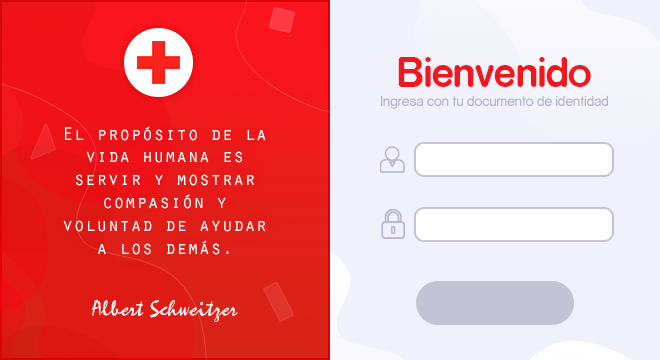 El propósito de la
vida humana es
servir y mostrar
compasión y
voluntad de ayudar
a los demás.
Albert Schweitzer
Bienvenido
Ingresa con tu documento de identidad